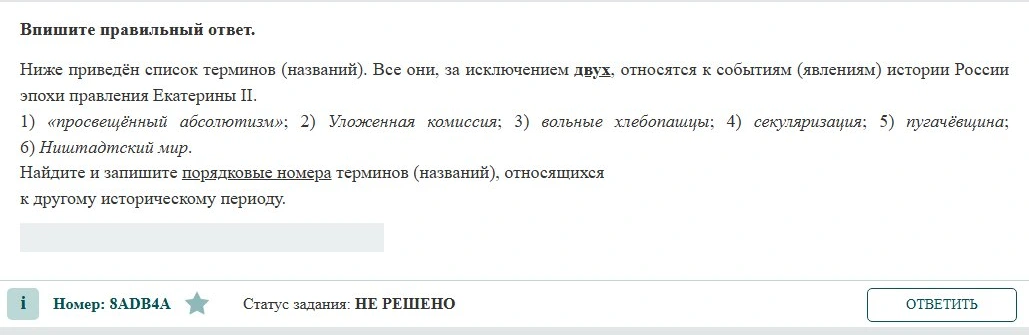 Впишите правильный ответ.
Ниже приведён список терминов (названий). Все они, за исключением двух, относятся к событиям (явлениям) истории России
эпохи правления Екатерины II.
1) «просвещённый абсолютизм»; 2) Уложенная комиссия; 3) вольные хлебопашцы; 4) секуляризация; 5) пугачёвщина;
6) Ништадтский мир.
Найдите и запишите порядковые номера терминов (названий), относящихся
к другому историческому периоду.
i Номер: 8ADB4A Статус задания: НЕ РЕШЕНО ОТВЕТИТЬ